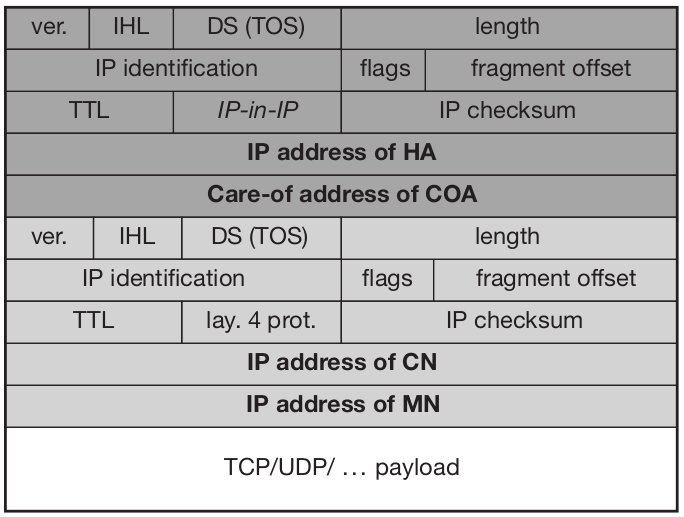 ver. IHL DS (TOS) length
IP identification flags fragment offset
TTL IP-in-IP IP checksum
IP address of HA
Care-of address of COA
ver. IHL DS (TOS) length
IP identification flags fragment offset
TTL lay. 4 prot. IP checksum
IP address of CN
IP address of MN
TCP/UDP/ … payload